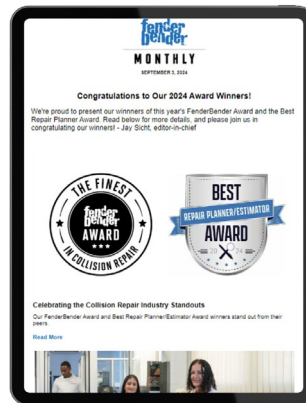 fender
bender
MONTHLY
SEPTEMBER 3, 2024
Congratulations to Our 2024 Award Winners!
We're proud to present our winnners of this year's FenderBender Award and the Best
Repair Planner Award. Read below for more details, and please join us in
congratulating our winners! - Jay Sicht, editor-in-chief
THE FINEST
fender
bender
AWARD
IN COLLISION REPAIR
BEST
REPAIR PLANNER/ESTIMATOR
AWARD
2024
Celebrating the Collision Repair Industry Standouts
Our FenderBender Award and Best Repair Planner/Estimator Award winners stand out from their
peers.
Read More